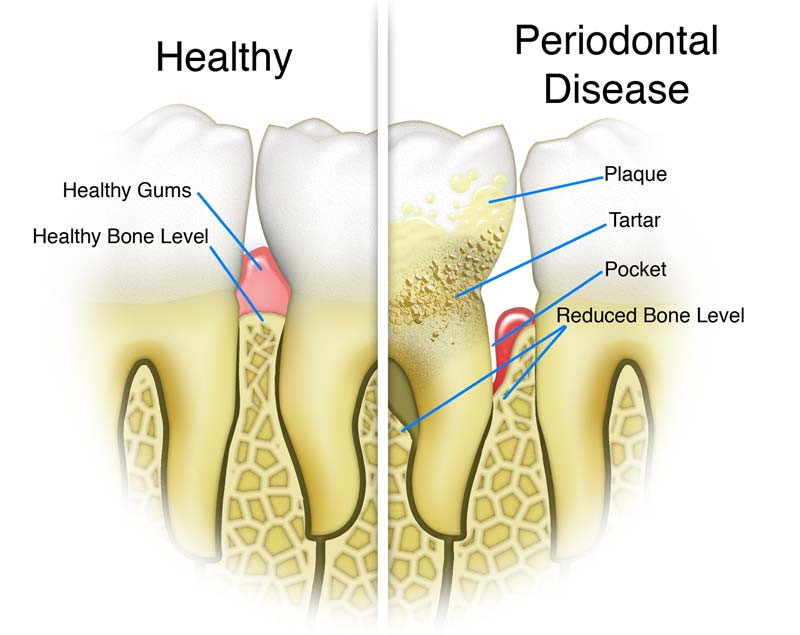 Healthy
Periodontal
Disease
Healthy Gums
Healthy Bone Level
Plaque
Tartar
Pocket
Reduced Bone Level